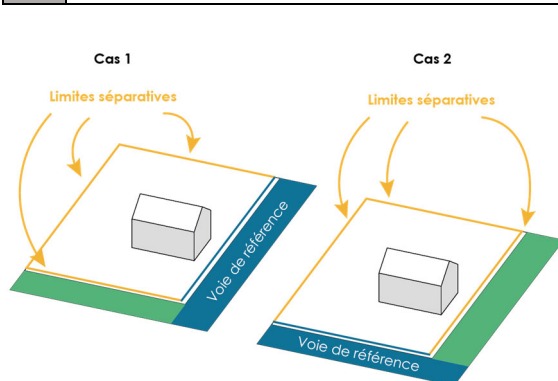 Cas 1
Cas 2
Limites séparatives
Limites séparatives
Voie de référence
Voie de référence